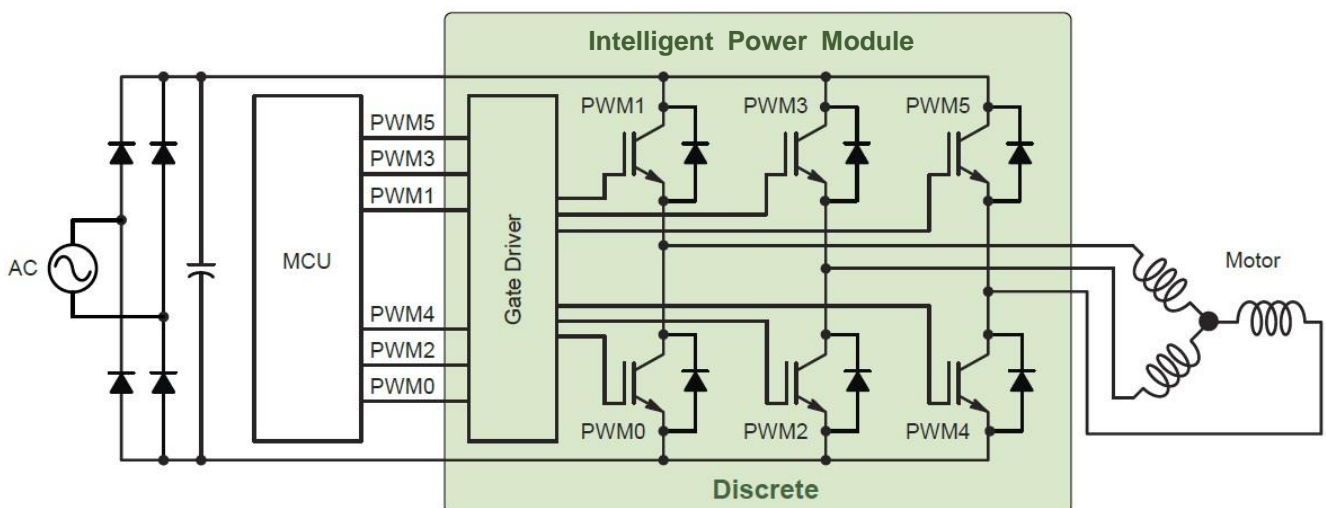 Intelligent Power Module
PWM1
PWM3
PWM5
PWM5
PWM3
PWM1
AC
MCU
Gate Driver
Motor
PWM4
PWM2
PWM0
PWM0
PWM2
PWM4
Discrete